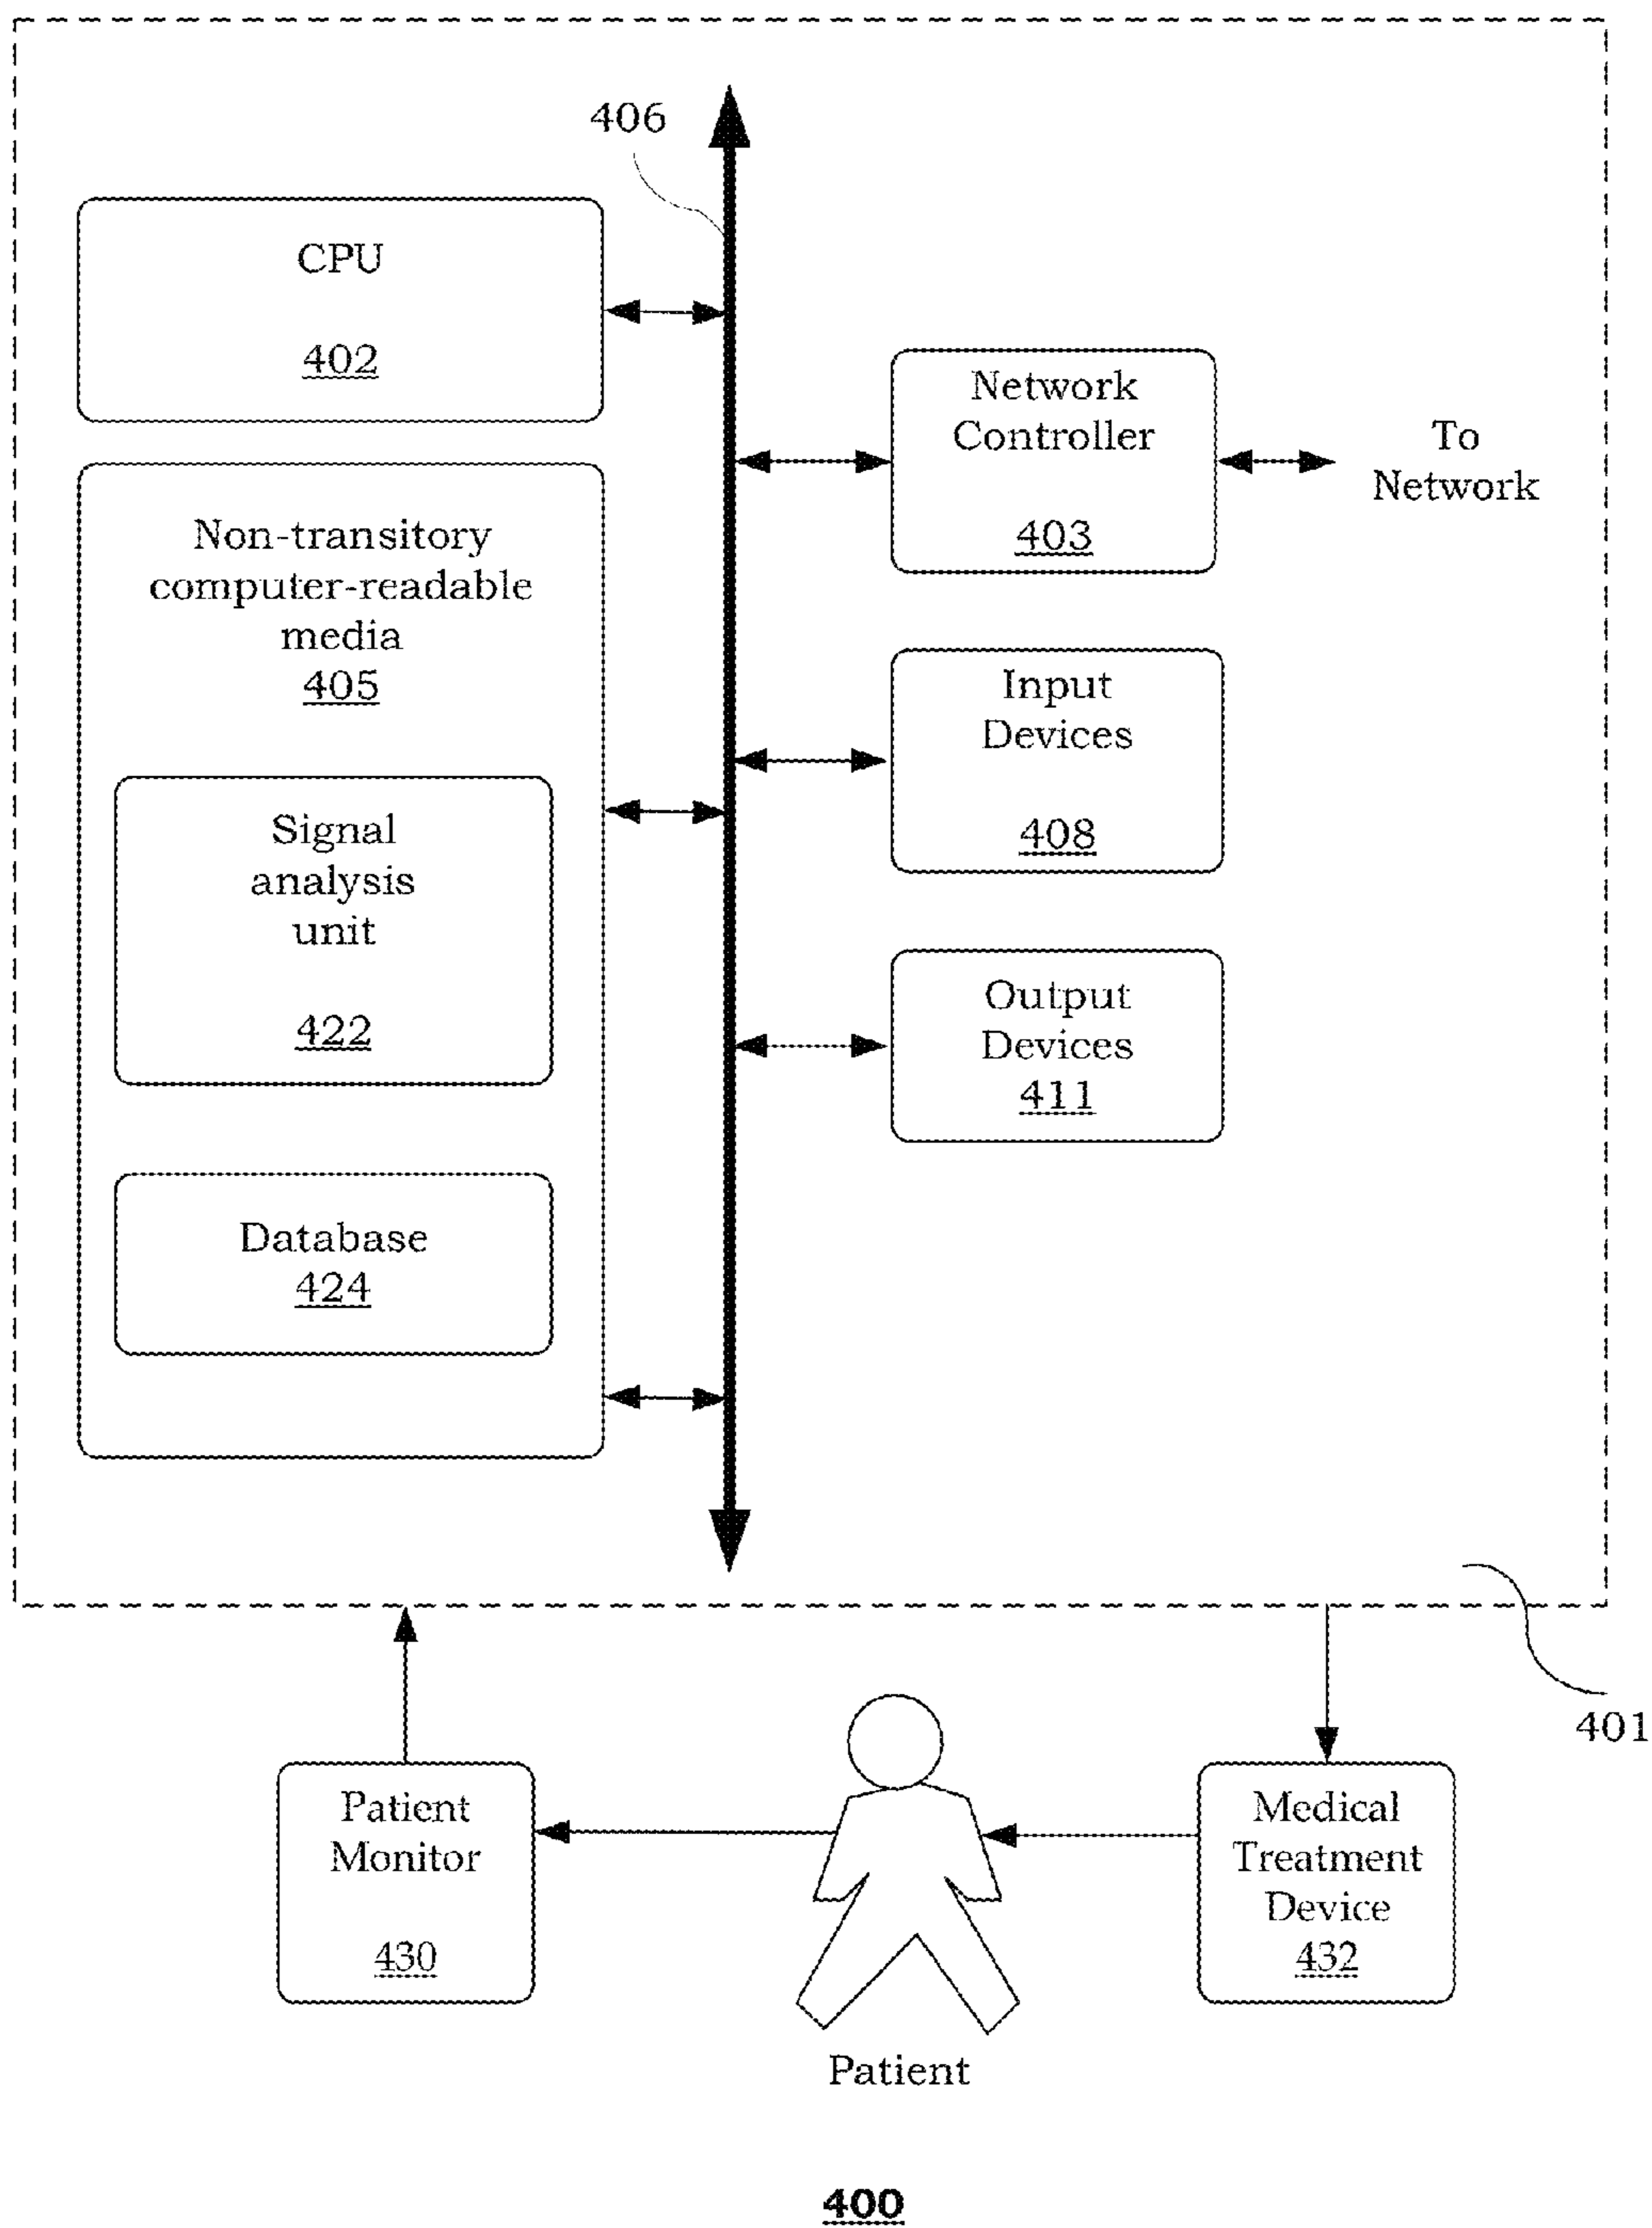 406
CPU
402
Network
Controller
403
To
Network
Non-transitory
computer-readable
media
405
Input
Devices
408
Signal
analysis
unit
422
Output
Devices
411
Database
424
401
Patient
Monitor
430
Medical
Treatment
Device
432
Patient
400